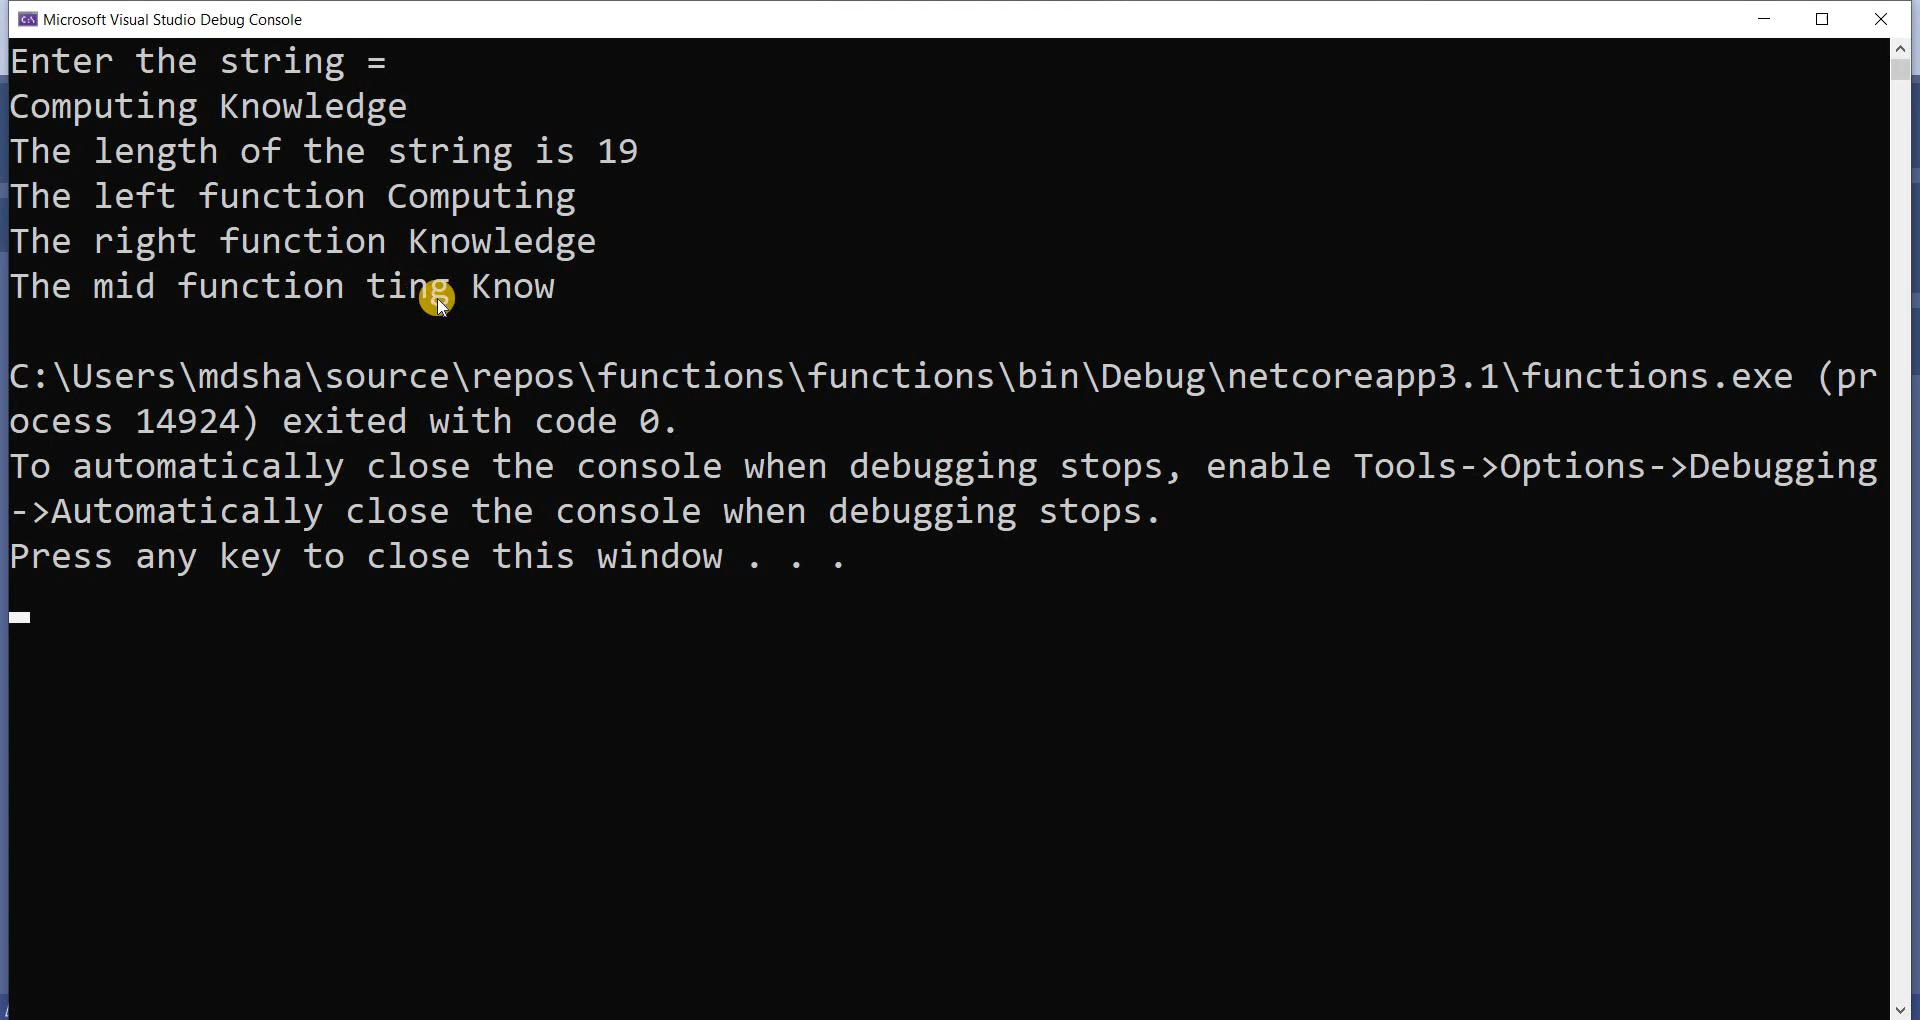 Microsoft Visual Studio Debug Console
Enter the string =
Computing Knowledge
The length of the string is 19
The left function Computing
The right function Knowledge
The mid function ting Know
C:\Users\mdsha\source\repos\functions\functions\bin\Debug\netcoreapp3.1\functions.exe (pr
ocess 14924) exited with code 0.
To automatically close the console when debugging stops, enable Tools->Options->Debugging
->Automatically close the console when debugging stops.
Press any key to close this window . . .